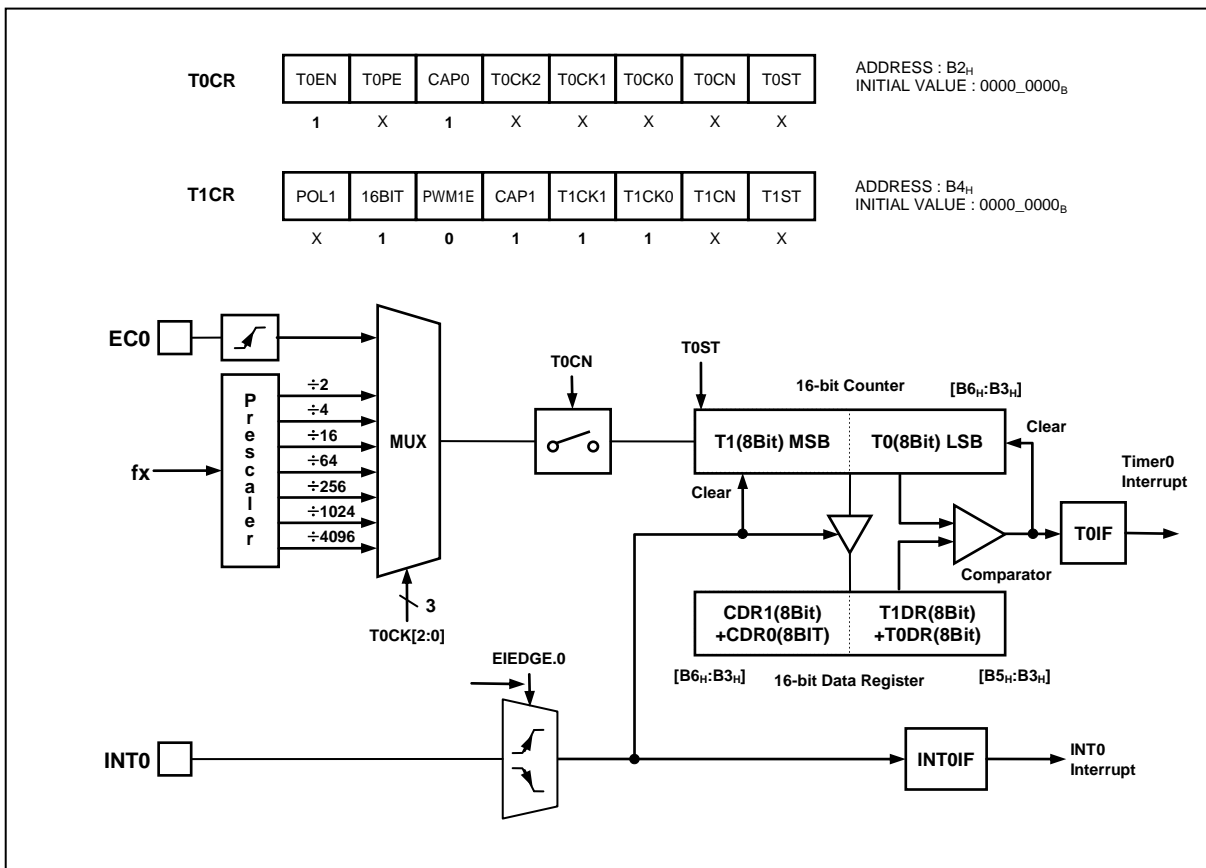 T0CR
T0EN T0PE CAP0 T0CK2 T0CK1 T0CK0 T0CN T0ST
1 X 1 X X X X X
ADDRESS : B2H
INITIAL VALUE : 0000_0000B
T1CR
POL1 16BIT PWM1E CAP1 T1CK1 T1CK0 T1CN T1ST
X 1 0 1 1 1 X X
ADDRESS : B4H
INITIAL VALUE : 0000_0000B
EC0
fx
Prescaler
÷2
÷4
÷16
÷64
÷256
÷1024
÷4096
MUX
3
T0CK[2:0]
T0CN
T0ST
16-bit Counter
[B6H:B3H]
T1(8Bit) MSB
T0(8Bit) LSB
Clear
Clear
Comparator
T0IF
Timer0
Interrupt
CDR1(8Bit)
+CDR0(8BIT)
T1DR(8Bit)
+T0DR(8Bit)
[B6H:B3H]
16-bit Data Register
[B5H:B3H]
EIEDGE.0
INT0
INT0IF
INT0
Interrupt